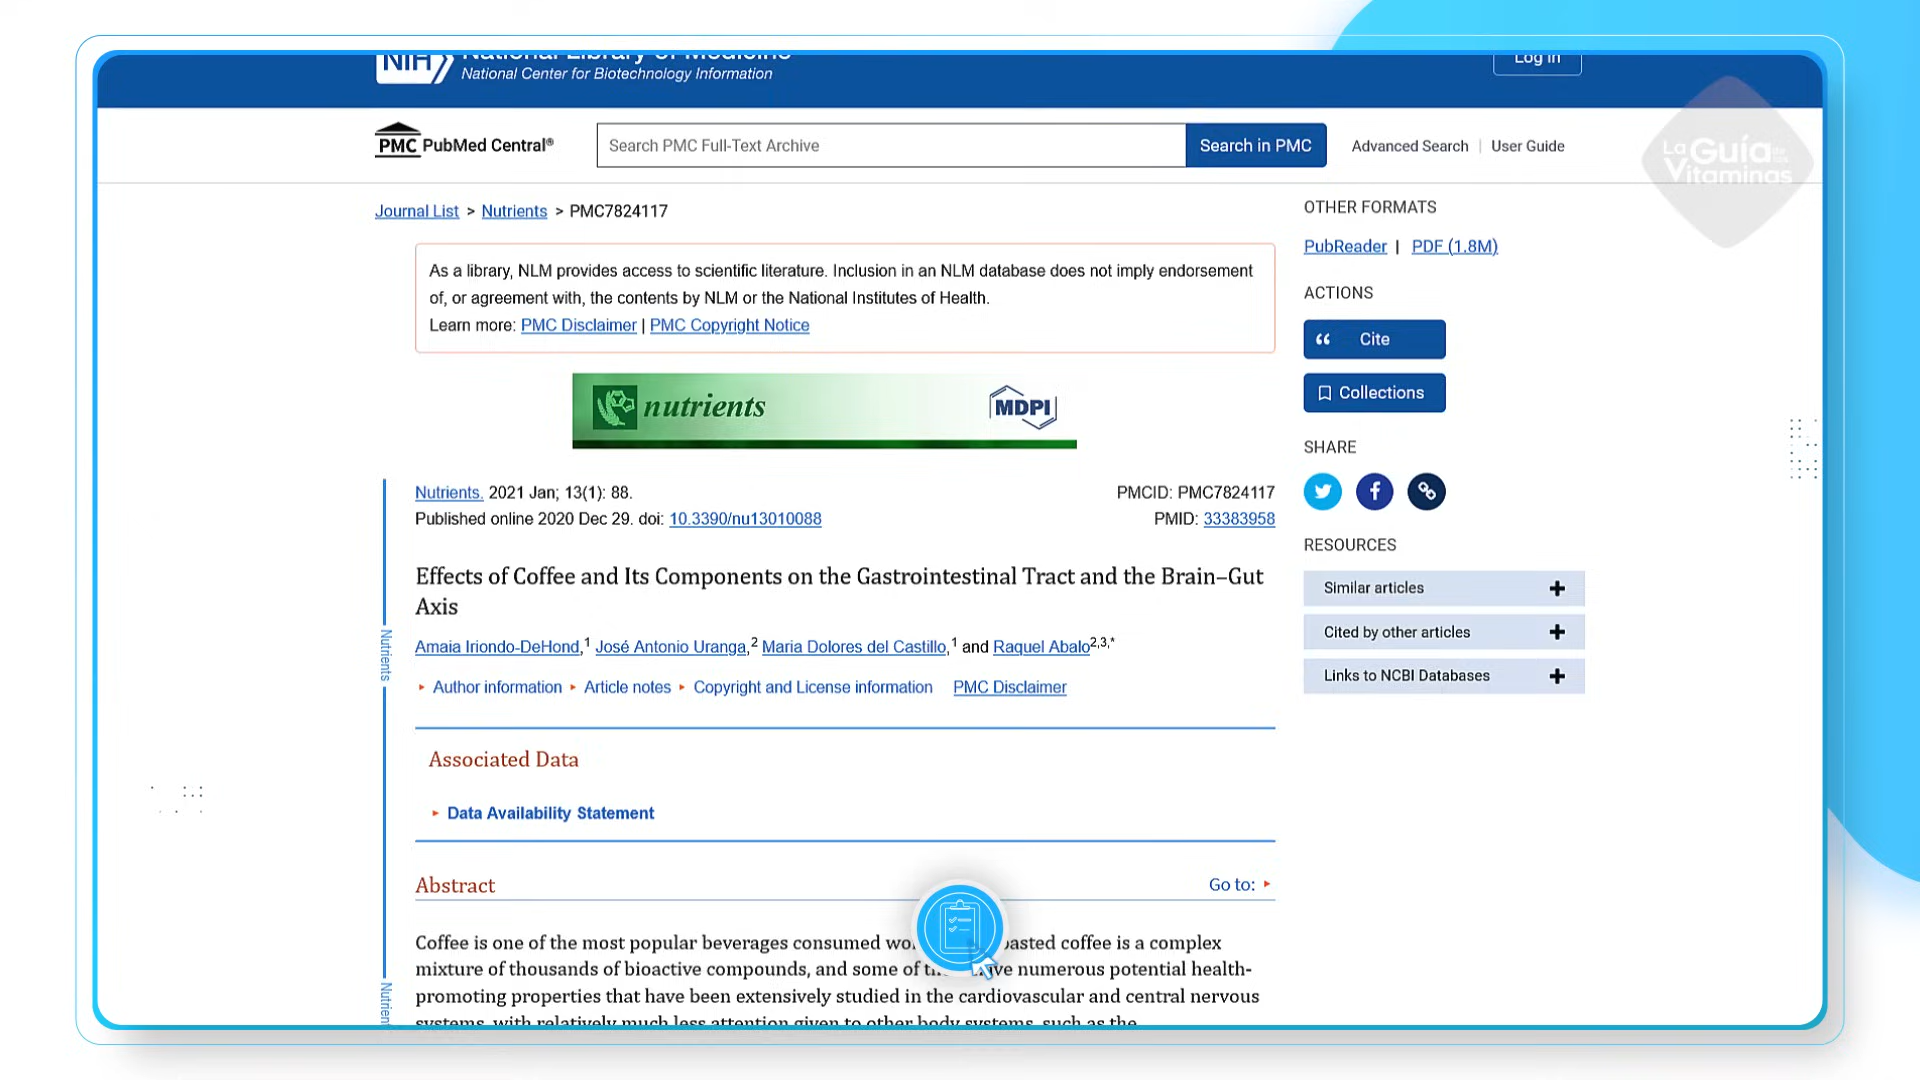 NIH National Library of Medicine
National Center for Biotechnology Information
Log in
PMC PubMed Central®
Search PMC Full-Text Archive
Search in PMC
Advanced Search
User Guide
La Guía de las
Vitaminas
Journal List > Nutrients > PMC7824117
As a library, NLM provides access to scientific literature. Inclusion in an NLM database does not imply endorsement
of, or agreement with, the contents by NLM or the National Institutes of Health.
Learn more: PMC Disclaimer | PMC Copyright Notice
nutrients
MDPI
Nutrients. 2021 Jan; 13(1): 88.
PMCID: PMC7824117
Published online 2020 Dec 29. doi: 10.3390/nu13010088
PMID: 33383958
Effects of Coffee and Its Components on the Gastrointestinal Tract and the Brain–Gut
Axis
Amaia Iriondo-DeHond,1 José Antonio Uranga,2 Maria Dolores del Castillo,1 and Raquel Abalo2,3,*
Author information
Article notes
Copyright and License information
PMC Disclaimer
Associated Data
Data Availability Statement
Abstract
Go to:
Coffee is one of the most popular beverages consumed coffee is a complex
mixture of thousands of bioactive compounds, and some of numerous potential health-
promoting properties that have been extensively studied in the cardiovascular and central nervous
systems, with relatively much less attention given to other body systems, such as the
Nutrients
Nutrients
OTHER FORMATS
PubReader | PDF (1.8M)
ACTIONS
Cite
Collections
SHARE
RESOURCES
Similar articles
Cited by other articles
Links to NCBI Databases